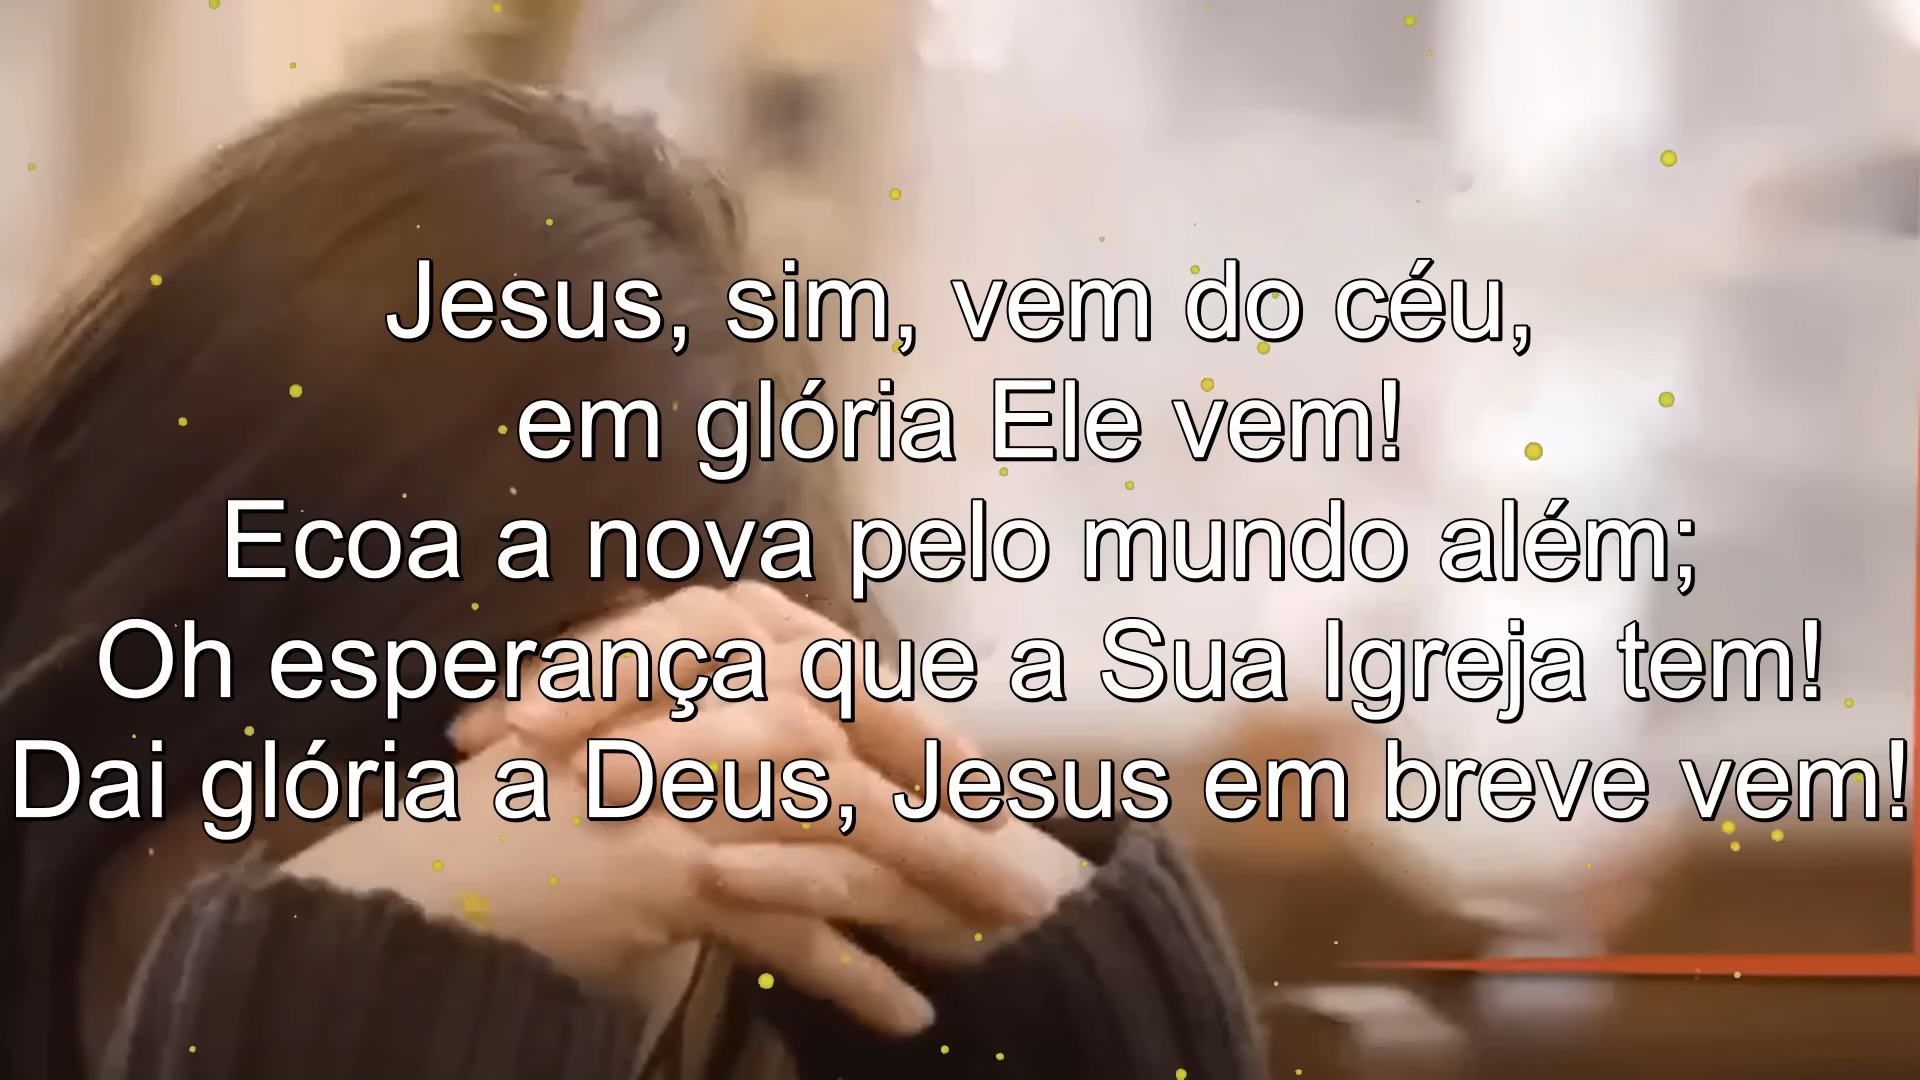 Jesus, sim, vem do céu,
em glória Ele vem!
Ecoa a nova pelo mundo além;
Oh esperança que a Sua Igreja tem!
Dai glória a Deus, Jesus em breve vem!